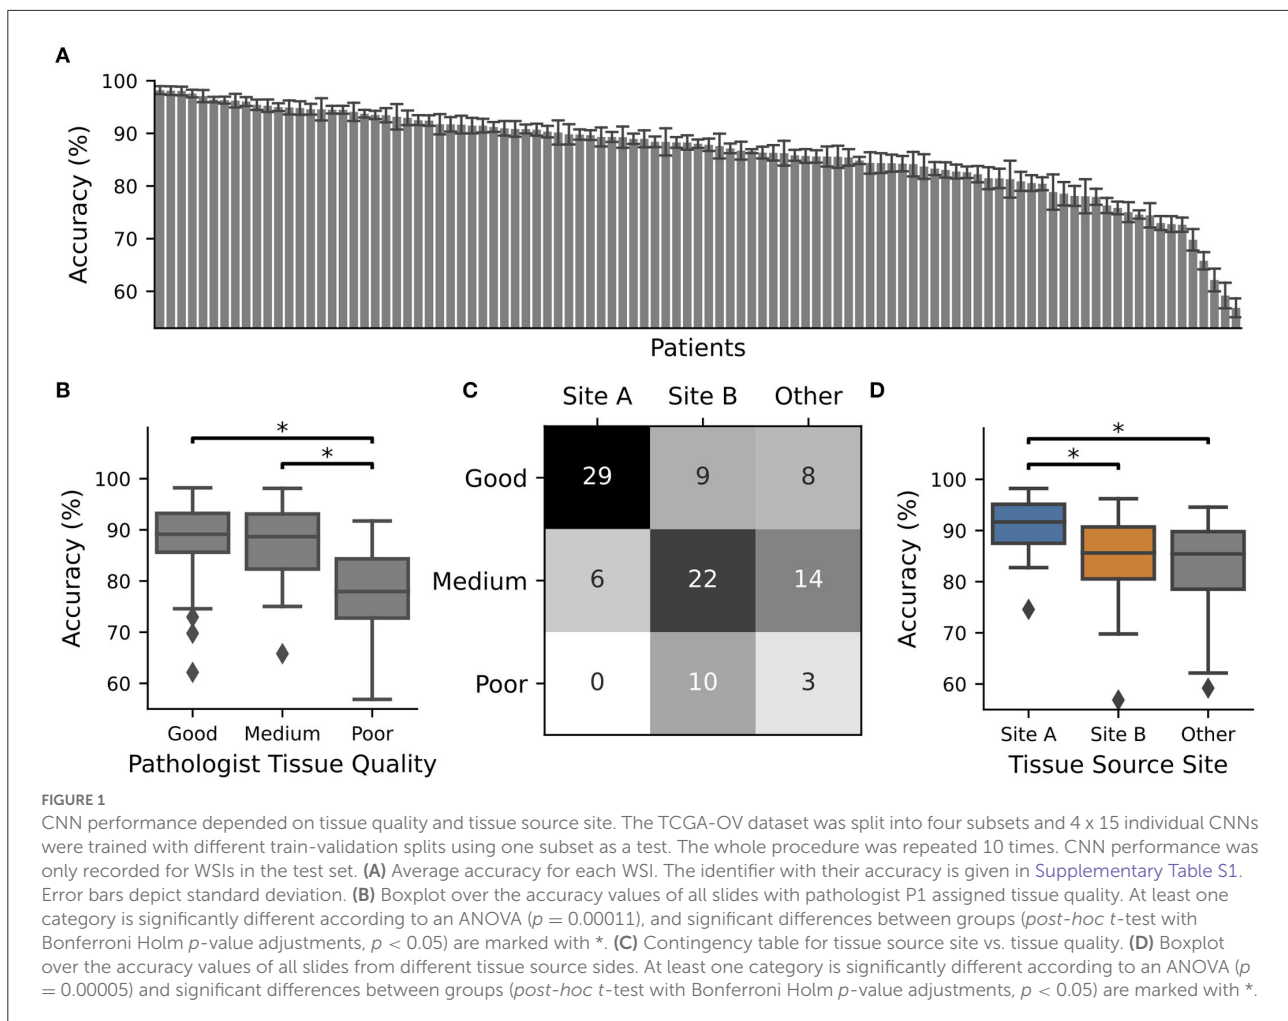 A
100
90
80
70
60
Accuracy (%)
Patients
B
100
90
80
70
60
Accuracy (%)
*
*
Good Medium Poor
Pathologist Tissue Quality
C
Site A Site B Other
Good 29 9 8
Medium 6 22 14
Poor 0 10 3
D
100
90
80
70
60
Accuracy (%)
*
*
Site A Site B Other
Tissue Source Site
FIGURE 1
CNN performance depended on tissue quality and tissue source site. The TCGA-OV dataset was split into four subsets and 4 x 15 individual CNNs
were trained with different train-validation splits using one subset as a test. The whole procedure was repeated 10 times. CNN performance was
only recorded for WSIs in the test set. (A) Average accuracy for each WSI. The identifier with their accuracy is given in Supplementary Table S1.
Error bars depict standard deviation. (B) Boxplot over the accuracy values of all slides with pathologist P1 assigned tissue quality. At least one
category is significantly different according to an ANOVA (p = 0.00011), and significant differences between groups (post-hoc t-test with
Bonferroni Holm p-value adjustments, p < 0.05) are marked with *. (C) Contingency table for tissue source site vs. tissue quality. (D) Boxplot
over the accuracy values of all slides from different tissue source sides. At least one category is significantly different according to an ANOVA (p
= 0.00005) and significant differences between groups (post-hoc t-test with Bonferroni Holm p-value adjustments, p < 0.05) are marked with *.